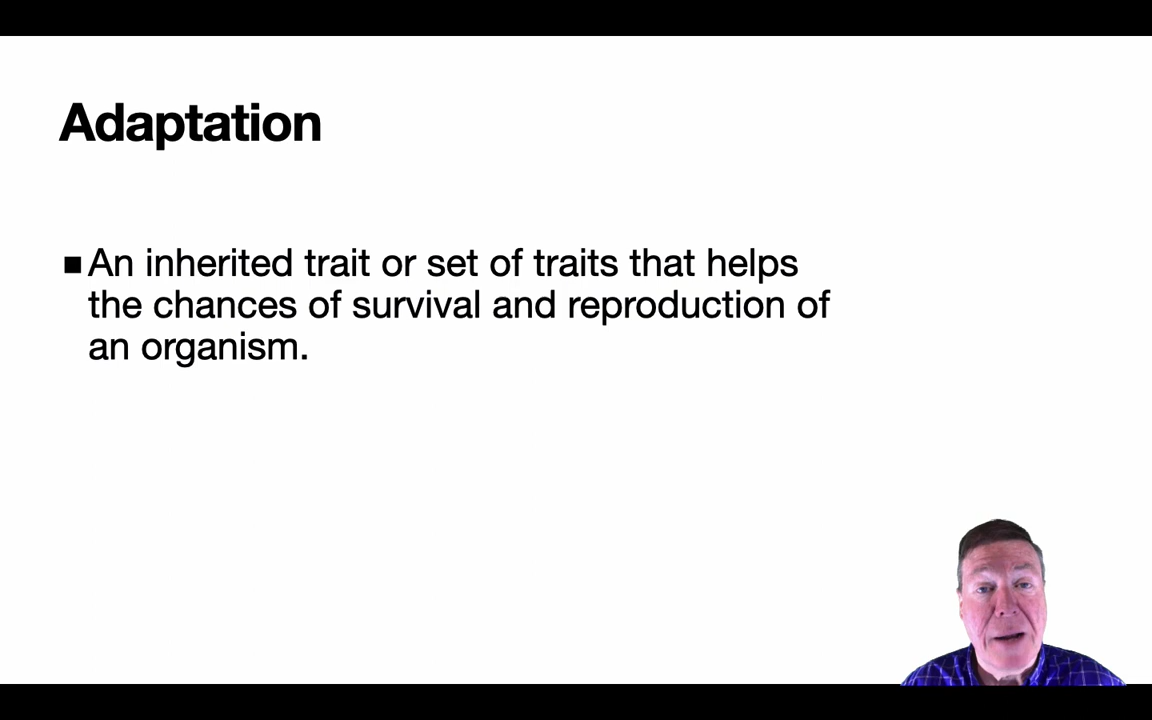 Adaptation
▪An inherited trait or set of traits that helps
the chances of survival and reproduction of
an organism.